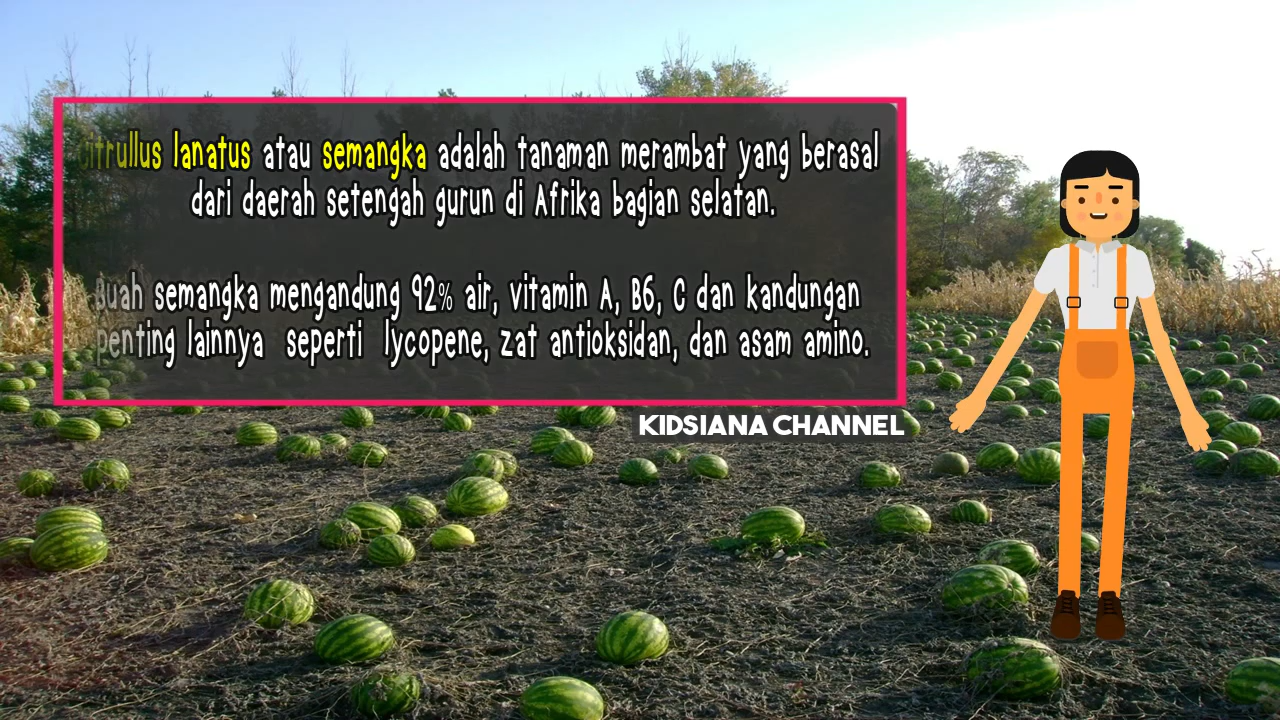 Citrullus lanatus atau semangka adalah tanaman merambat yang berasal
dari daerah setengah gurun di Afrika bagian selatan.
Buah semangka mengandung 92% air, vitamin A, B6, C dan kandungan
penting lainnya seperti lycopene, zat antioksidan, dan asam amino.
KIDSIANA CHANNEL